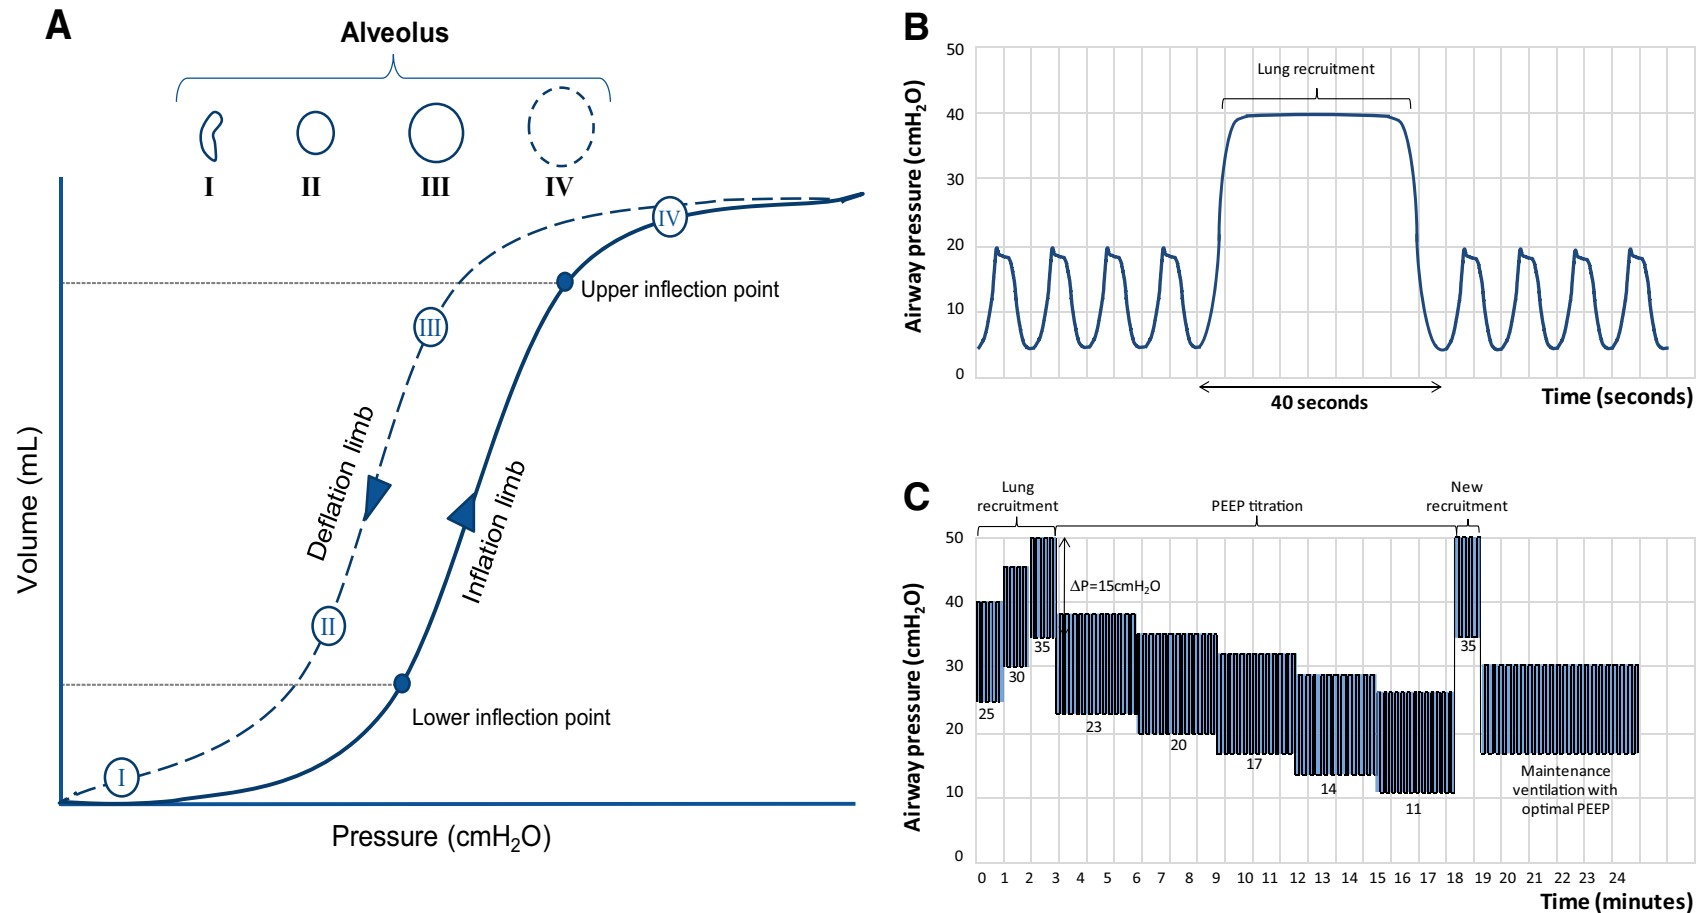 A
Alveolus
I II III IV
IV
Upper inflection point
III
Deflation limb
Inflation limb
II
Lower inflection point
I
Volume (mL)
Pressure (cmH₂O)
B
Lung recruitment
Airway pressure (cmH₂O)
50
40
30
20
10
0
40 seconds
Time (seconds)
C
Lung
recruitment
PEEP titration
New
recruitment
ΔP=15cmH₂O
Airway pressure (cmH₂O)
50
40
30
20
10
0
25
30
35
23
20
17
14
11
35
Maintenance
ventilation with
optimal PEEP
0 1 2 3 4 5 6 7 8 9 10 11 12 13 14 15 16 17 18 19 20 21 22 23 24
Time (minutes)